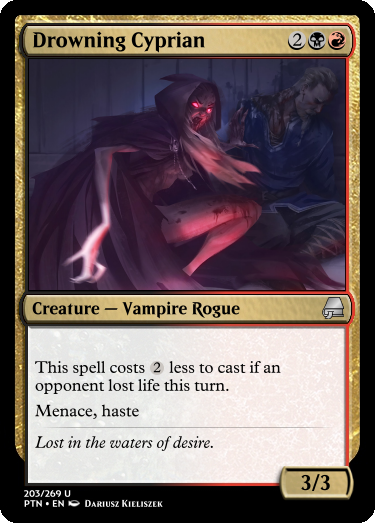 Drowning Cyprian 2
Creature — Vampire Rogue
This spell costs 2 less to cast if an
opponent lost life this turn.
Menace, haste
Lost in the waters of desire.
3/3
203/269 U
PTN • EN Dariusz Kieliszek